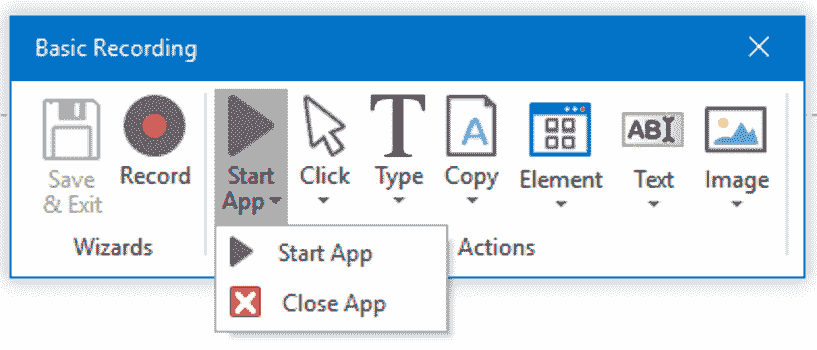 Basic Recording
Save
& Exit
Record
Start
App
Click
Type
Copy
Element
Text
Image
Wizards
Actions
Start App
Close App
T
A
ABI